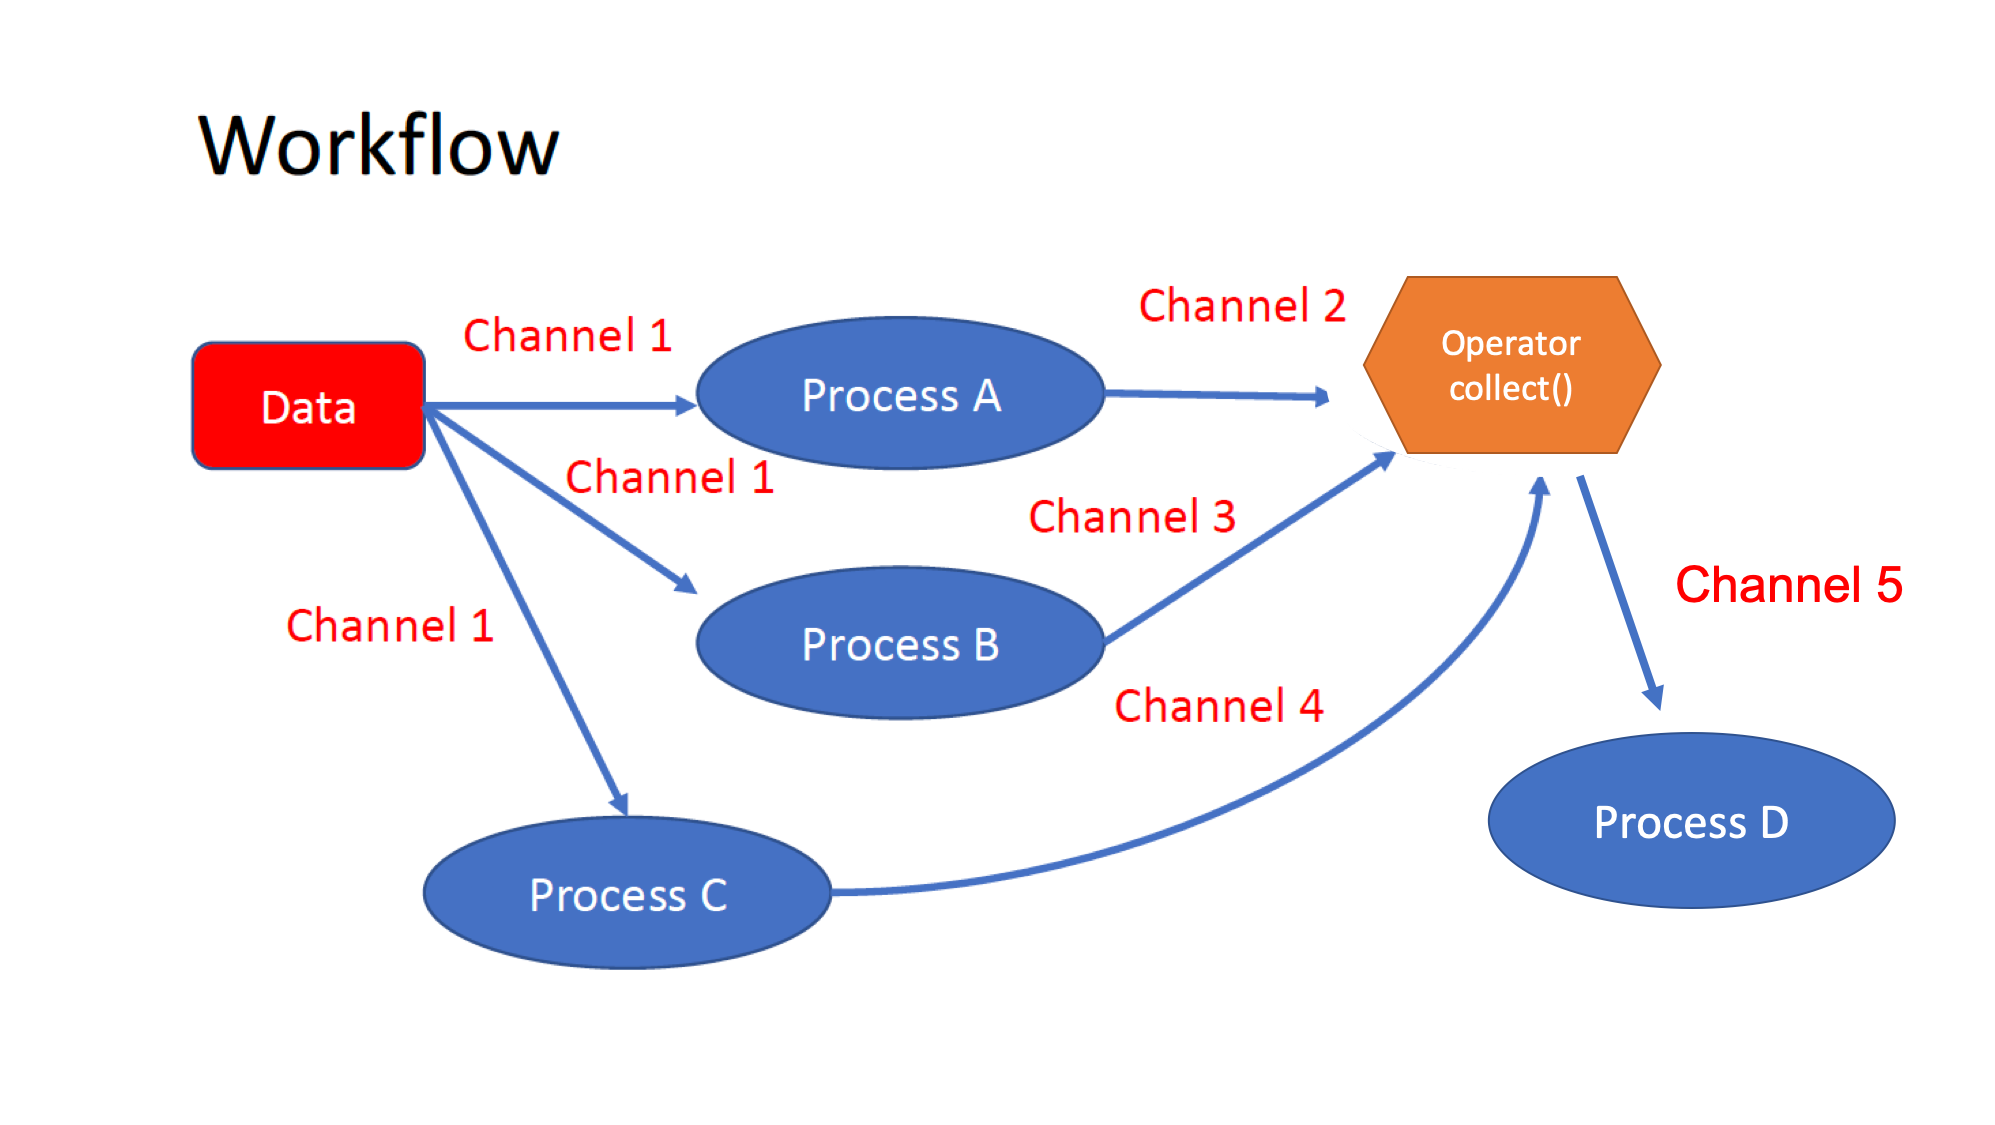 Workflow
Channel 1
Channel 2
Operator
collect()
Data
Process A
Channel 1
Channel 3
Channel 5
Channel 1
Process B
Channel 4
Process D
Process C